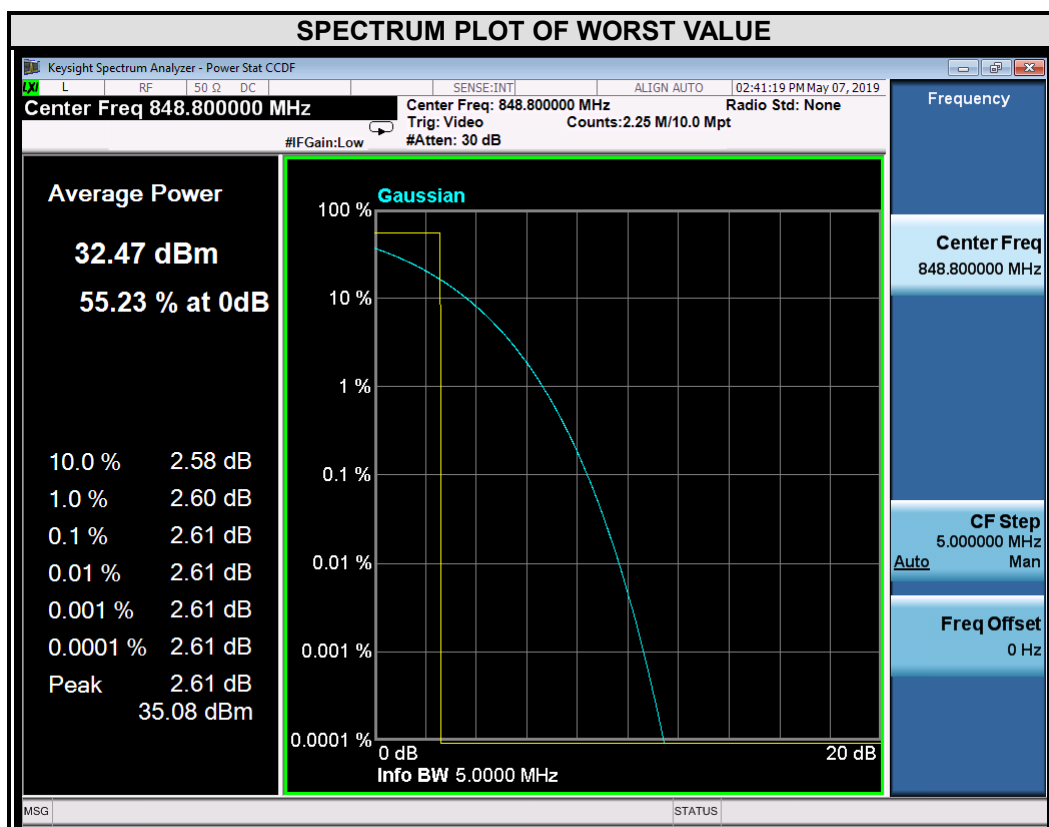 SPECTRUM PLOT OF WORST VALUE
Keysight Spectrum Analyzer - Power Stat CCDF
LXI L RF 50 Ω DC SENSE:INT ALIGN AUTO 02:41:19 PM May 07, 2019
Center Freq 848.800000 MHz
#IFGain:Low
Center Freq: 848.800000 MHz Radio Std: None
Trig: Video Counts:2.25 M/10.0 Mpt
#Atten: 30 dB
Average Power
32.47 dBm
55.23 % at 0dB
10.0 % 2.58 dB
1.0 % 2.60 dB
0.1 % 2.61 dB
0.01 % 2.61 dB
0.001 % 2.61 dB
0.0001 % 2.61 dB
Peak 2.61 dB
35.08 dBm
Gaussian
100 %
10 %
1 %
0.1 %
0.01 %
0.001 %
0.0001 %
0 dB 20 dB
Info BW 5.0000 MHz
Frequency
Center Freq
848.800000 MHz
CF Step
5.000000 MHz
Auto Man
Freq Offset
0 Hz
MSG STATUS